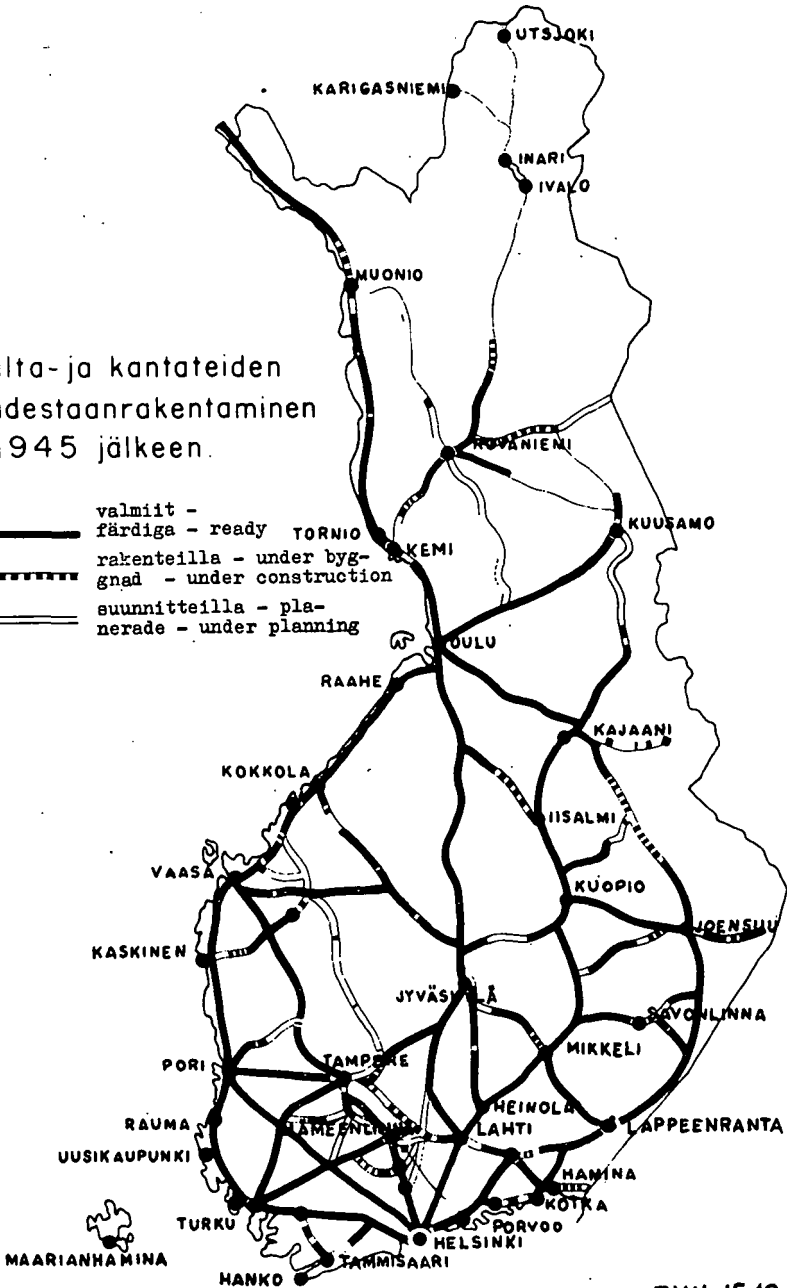 UTSJOKI
KARIGASNIEMI
INARI
IVALO
MUONIO
lta-ja kantateiden
destaanrakentaminen
1945 jälkeen.
valmiit -
färdiga - ready
rakenteilla - under byg-
gnad - under construction
suunnitteilla - pla-
nerade - under planning
ROVANIEMI
TORNIO
KEMI
KUUSAMO
OULU
RAAHE
KAJAANI
KOKKOLA
IISALMI
VAASA
KUOPIO
JOENSUU
KASKINEN
JYVÄSKYLÄ
SAVONLINNA
MIKKELI
PORI
TAMPERE
HEINOLA
RAUMA
HÄMEENLINNA
LAHTI
LAPPEENRANTA
UUSIKAUPUNKI
HAMINA
KOTKA
TURKU
PORVOO
HELSINKI
MAARIANHAMINA
TAMMISAARI
HANKO